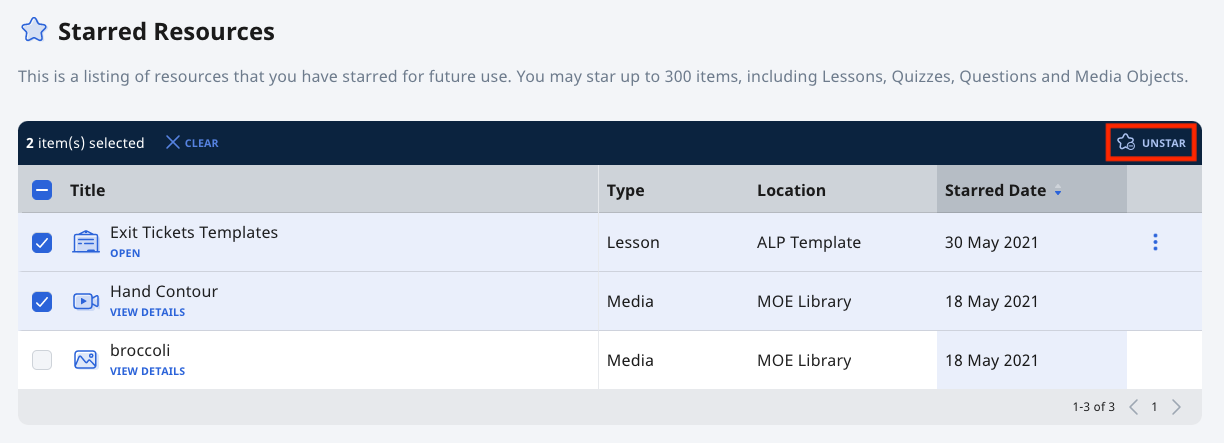 Starred Resources
This is a listing of resources that you have starred for future use. You may star up to 300 items, including Lessons, Quizzes, Questions and Media Objects.
2 item(s) selected CLEAR UNSTAR
Title Type Location Starred Date
Exit Tickets Templates Lesson ALP Template 30 May 2021
OPEN
Hand Contour Media MOE Library 18 May 2021
VIEW DETAILS
broccoli Media MOE Library 18 May 2021
VIEW DETAILS
1-3 of 3 1